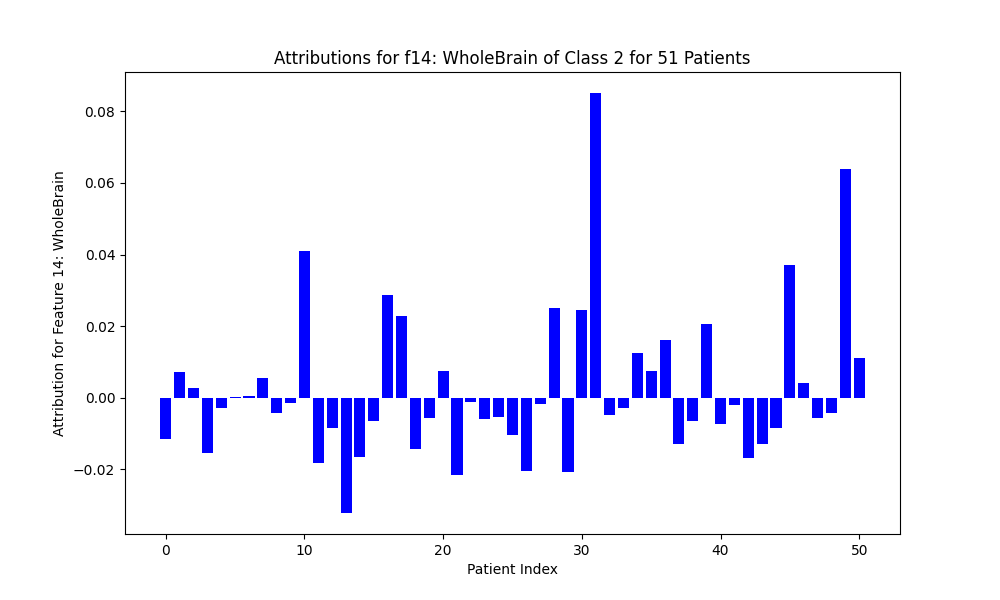 Attributions for f14: WholeBrain of Class 2 for 51 Patients
Attribution for Feature 14: WholeBrain
0.08
0.06
0.04
0.02
0.00
−0.02
0 10 20 30 40 50
Patient Index